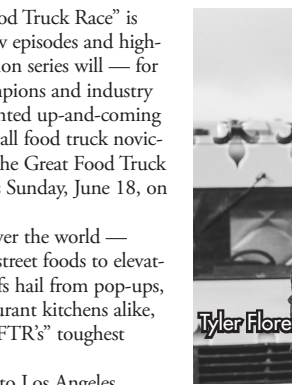 od Truck Race” is
w episodes and high-
on series will — for
pions and industry
nted up-and-coming
all food truck novic-
he Great Food Truck
s Sunday, June 18, on
ver the world —
street foods to elevat-
fs hail from pop-ups,
urant kitchens alike,
FTR’s” toughest
to Los Angeles
Tyler Flore